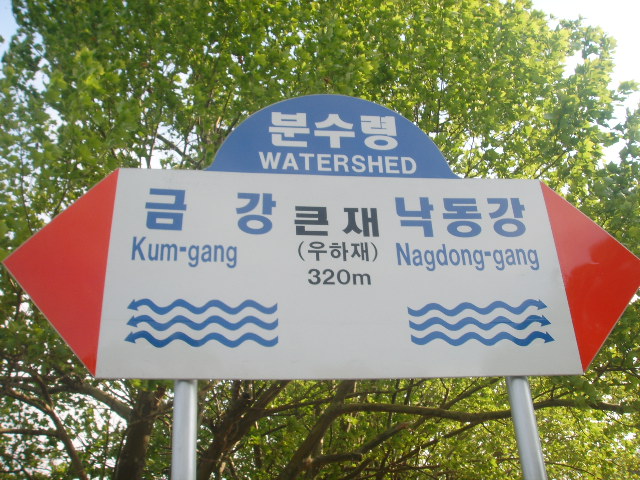 분수령
WATERSHED
금 강 큰재 낙동강
Kum-gang (우하재) Nagdong-gang
320m